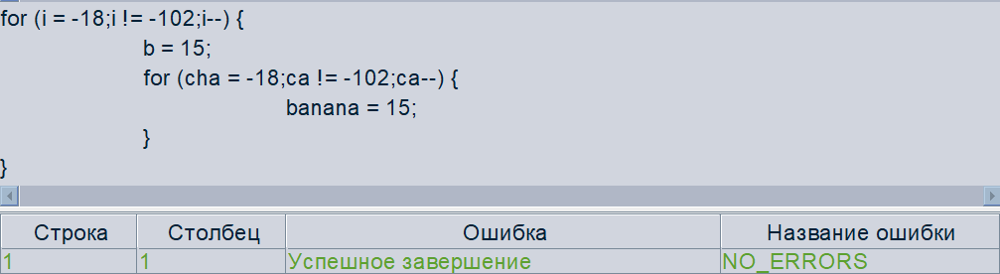 for (i = -18;i != -102;i--) {
b = 15;
for (cha = -18;ca != -102;ca--) {
banana = 15;
}
}
Строка Столбец Ошибка Название ошибки
1 1 Успешное завершение NO_ERRORS